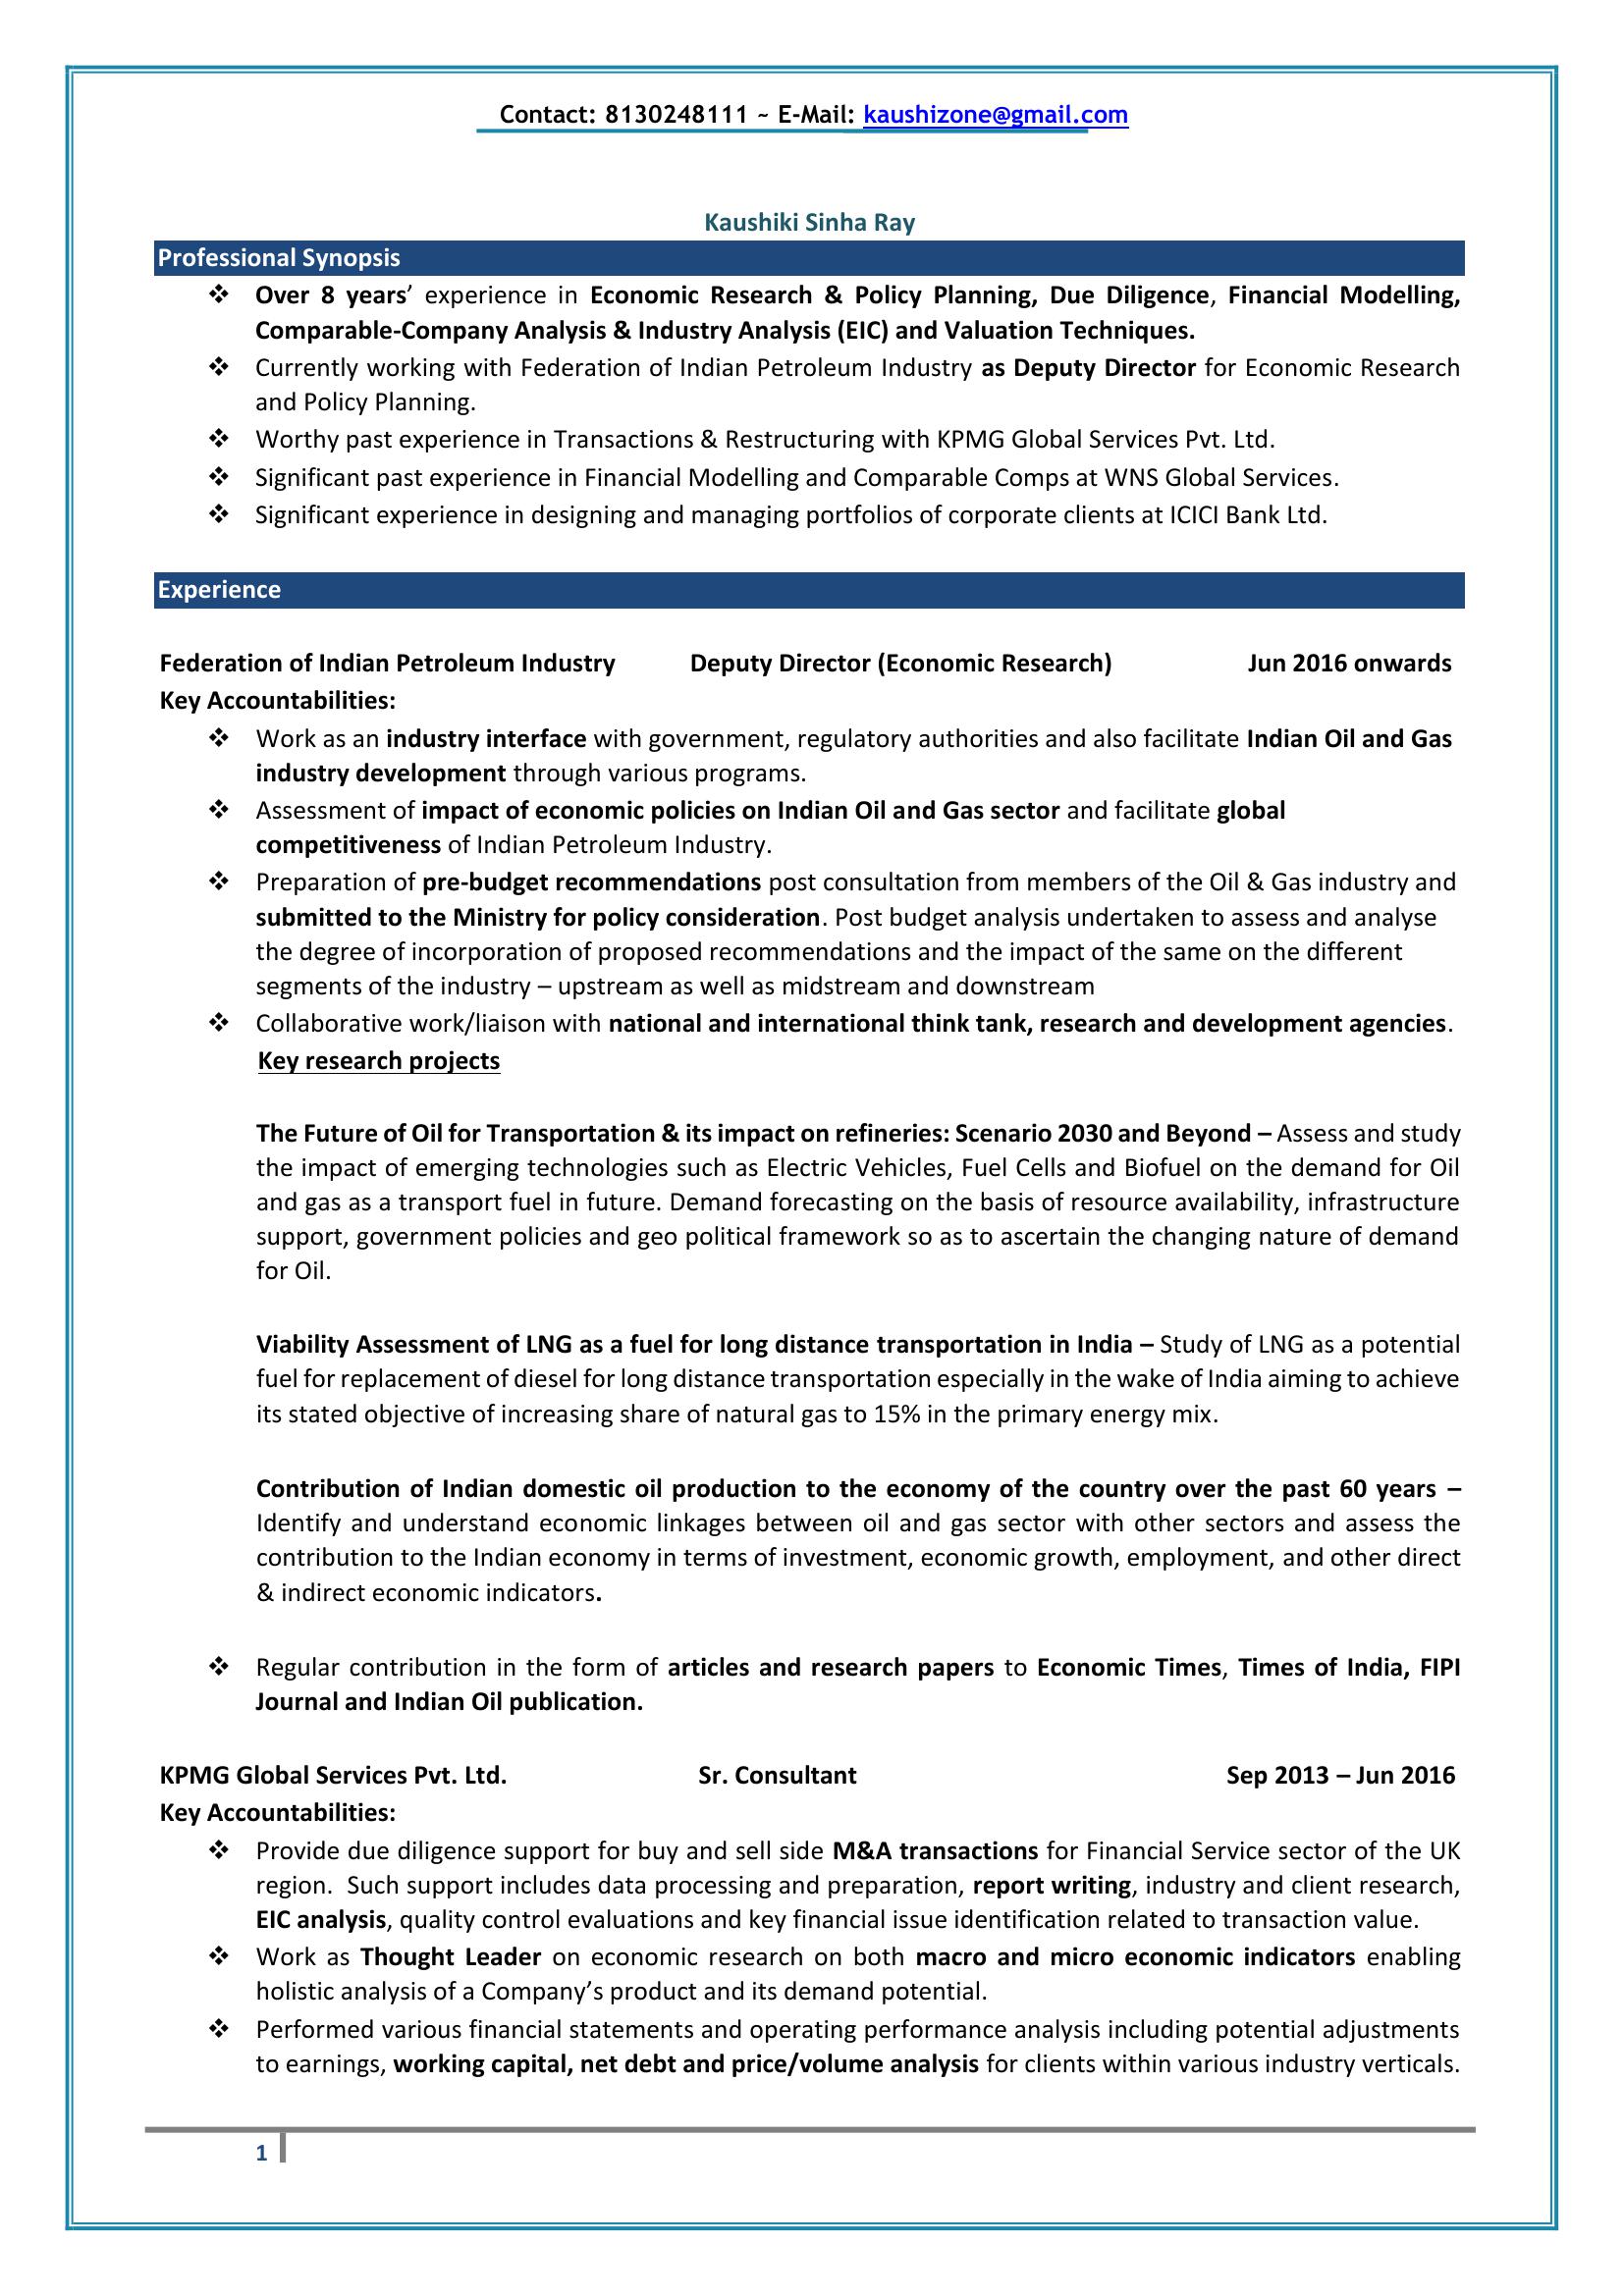 Contact: 8130248111 ~ E-Mail: kaushizone@gmail.com
Kaushiki Sinha Ray
Professional Synopsis
❖ Over 8 years’ experience in Economic Research & Policy Planning, Due Diligence, Financial Modelling,
Comparable-Company Analysis & Industry Analysis (EIC) and Valuation Techniques.
❖ Currently working with Federation of Indian Petroleum Industry as Deputy Director for Economic Research
and Policy Planning.
❖ Worthy past experience in Transactions & Restructuring with KPMG Global Services Pvt. Ltd.
❖ Significant past experience in Financial Modelling and Comparable Comps at WNS Global Services.
❖ Significant experience in designing and managing portfolios of corporate clients at ICICI Bank Ltd.
Experience
Federation of Indian Petroleum Industry Deputy Director (Economic Research) Jun 2016 onwards
Key Accountabilities:
❖ Work as an industry interface with government, regulatory authorities and also facilitate Indian Oil and Gas
industry development through various programs.
❖ Assessment of impact of economic policies on Indian Oil and Gas sector and facilitate global
competitiveness of Indian Petroleum Industry.
❖ Preparation of pre-budget recommendations post consultation from members of the Oil & Gas industry and
submitted to the Ministry for policy consideration. Post budget analysis undertaken to assess and analyse
the degree of incorporation of proposed recommendations and the impact of the same on the different
segments of the industry – upstream as well as midstream and downstream
❖ Collaborative work/liaison with national and international think tank, research and development agencies.
Key research projects
The Future of Oil for Transportation & its impact on refineries: Scenario 2030 and Beyond – Assess and study
the impact of emerging technologies such as Electric Vehicles, Fuel Cells and Biofuel on the demand for Oil
and gas as a transport fuel in future. Demand forecasting on the basis of resource availability, infrastructure
support, government policies and geo political framework so as to ascertain the changing nature of demand
for Oil.
Viability Assessment of LNG as a fuel for long distance transportation in India – Study of LNG as a potential
fuel for replacement of diesel for long distance transportation especially in the wake of India aiming to achieve
its stated objective of increasing share of natural gas to 15% in the primary energy mix.
Contribution of Indian domestic oil production to the economy of the country over the past 60 years –
Identify and understand economic linkages between oil and gas sector with other sectors and assess the
contribution to the Indian economy in terms of investment, economic growth, employment, and other direct
& indirect economic indicators.
❖ Regular contribution in the form of articles and research papers to Economic Times, Times of India, FIPI
Journal and Indian Oil publication.
KPMG Global Services Pvt. Ltd. Sr. Consultant Sep 2013 – Jun 2016
Key Accountabilities:
❖ Provide due diligence support for buy and sell side M&A transactions for Financial Service sector of the UK
region. Such support includes data processing and preparation, report writing, industry and client research,
EIC analysis, quality control evaluations and key financial issue identification related to transaction value.
❖ Work as Thought Leader on economic research on both macro and micro economic indicators enabling
holistic analysis of a Company’s product and its demand potential.
❖ Performed various financial statements and operating performance analysis including potential adjustments
to earnings, working capital, net debt and price/volume analysis for clients within various industry verticals.
1